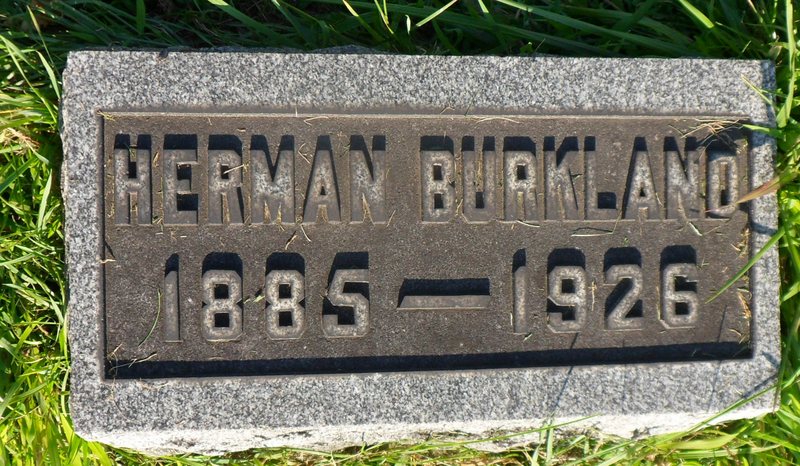 HERMAN BURKLAND
1885 — 1926